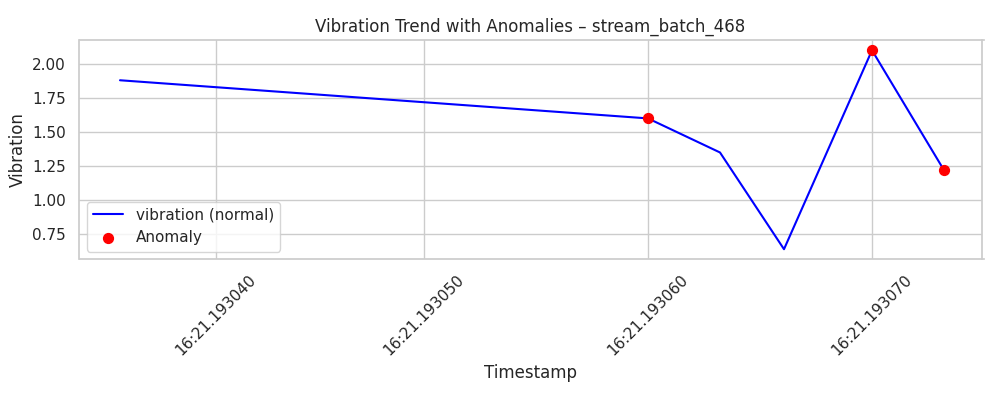 Vibration Trend with Anomalies – stream_batch_468
Vibration
2.00
1.75
1.50
1.25
1.00
0.75
vibration (normal)
Anomaly
16:21.193040
16:21.193050
16:21.193060
16:21.193070
Timestamp